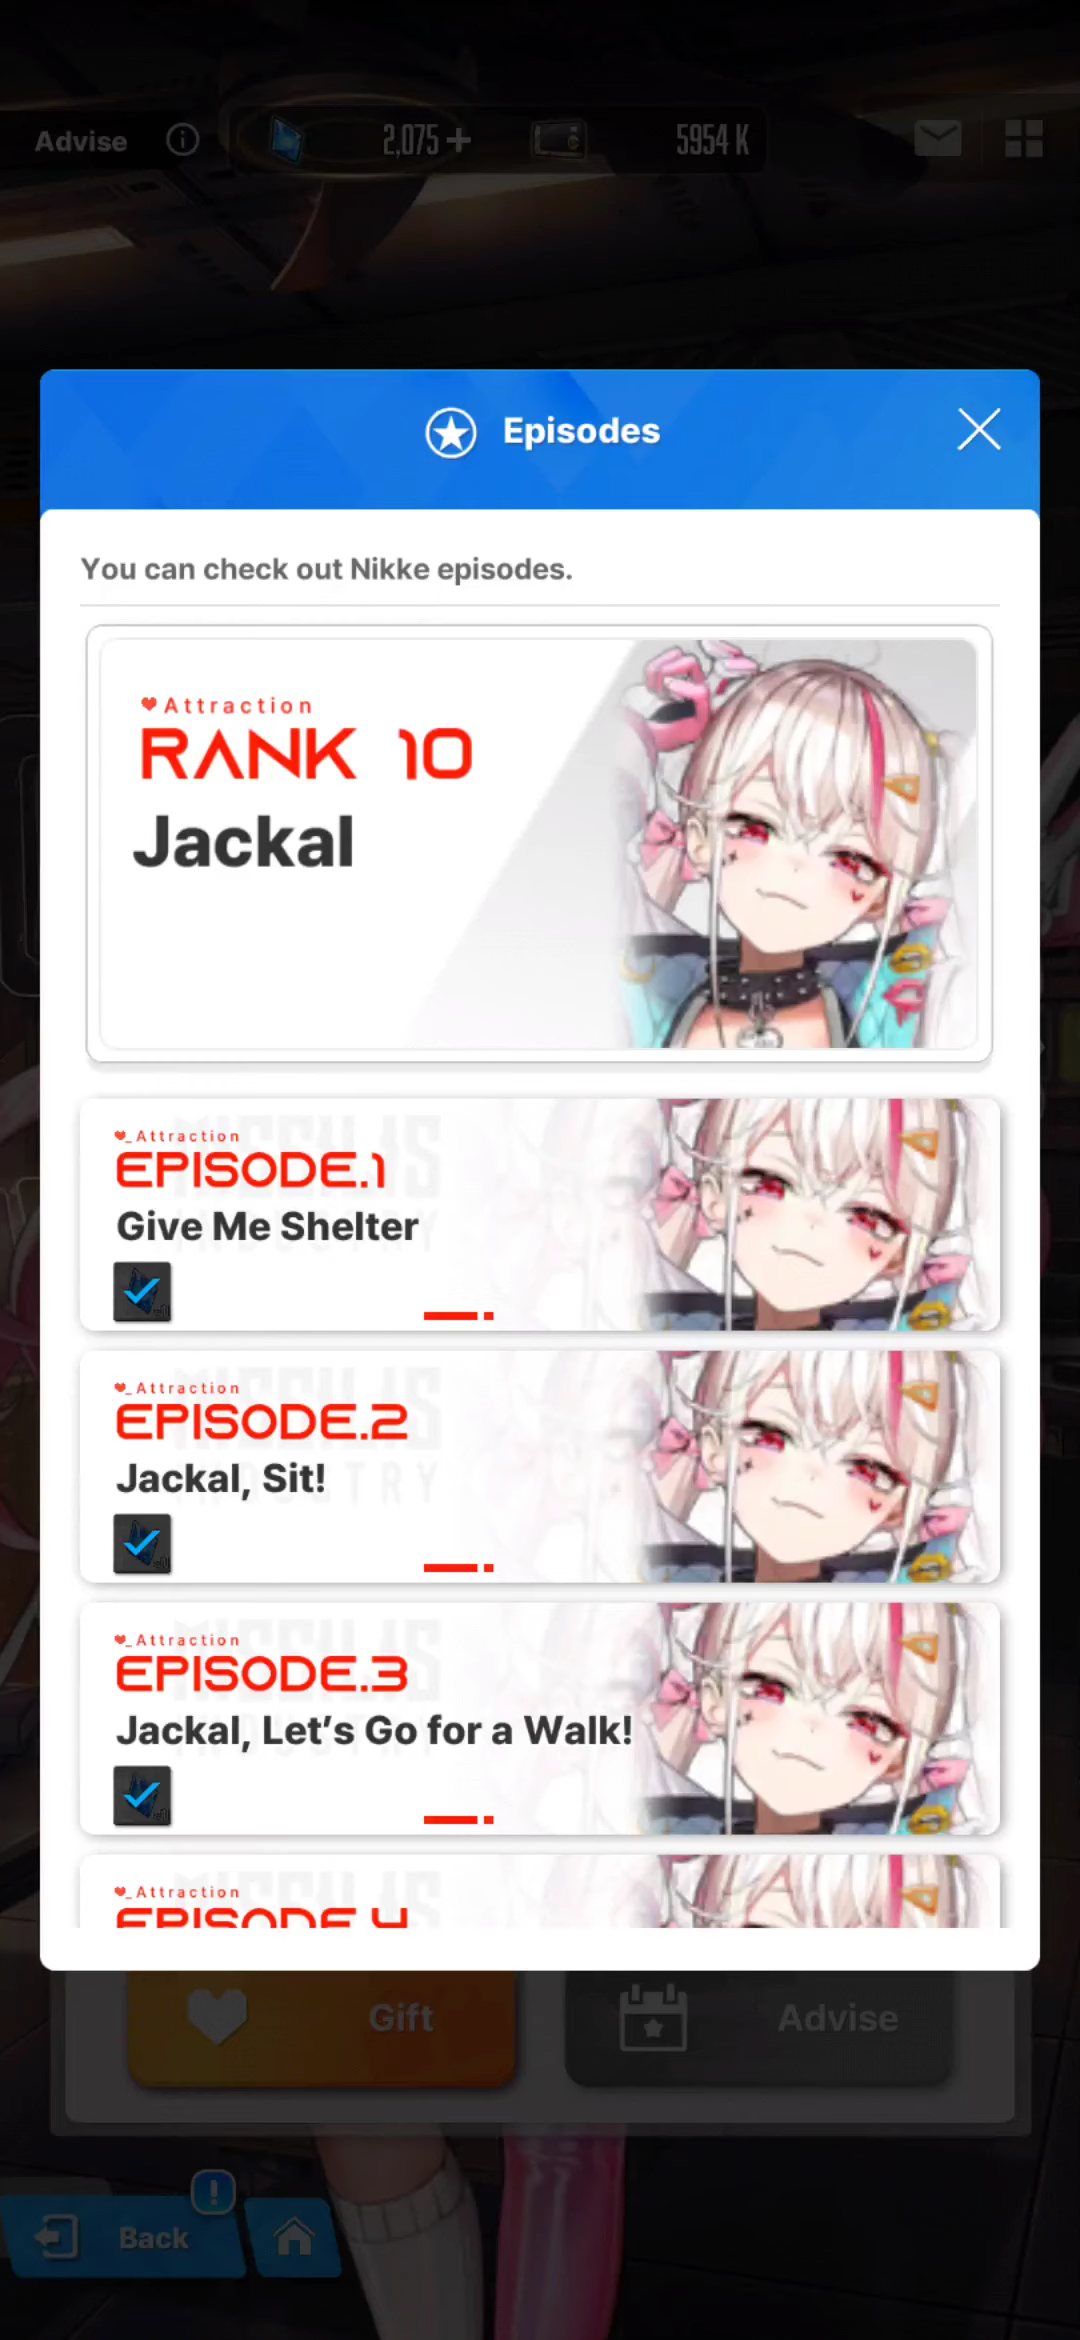 Advise
2,075 +
5954 K
Episodes
You can check out Nikke episodes.
Attraction
RANK 10
Jackal
Attraction
EPISODE.1
Give Me Shelter
Attraction
EPISODE.2
Jackal, Sit!
Attraction
EPISODE.3
Jackal, Let's Go for a Walk!
Attraction
EPISODE.4
Gift
Advise
Back